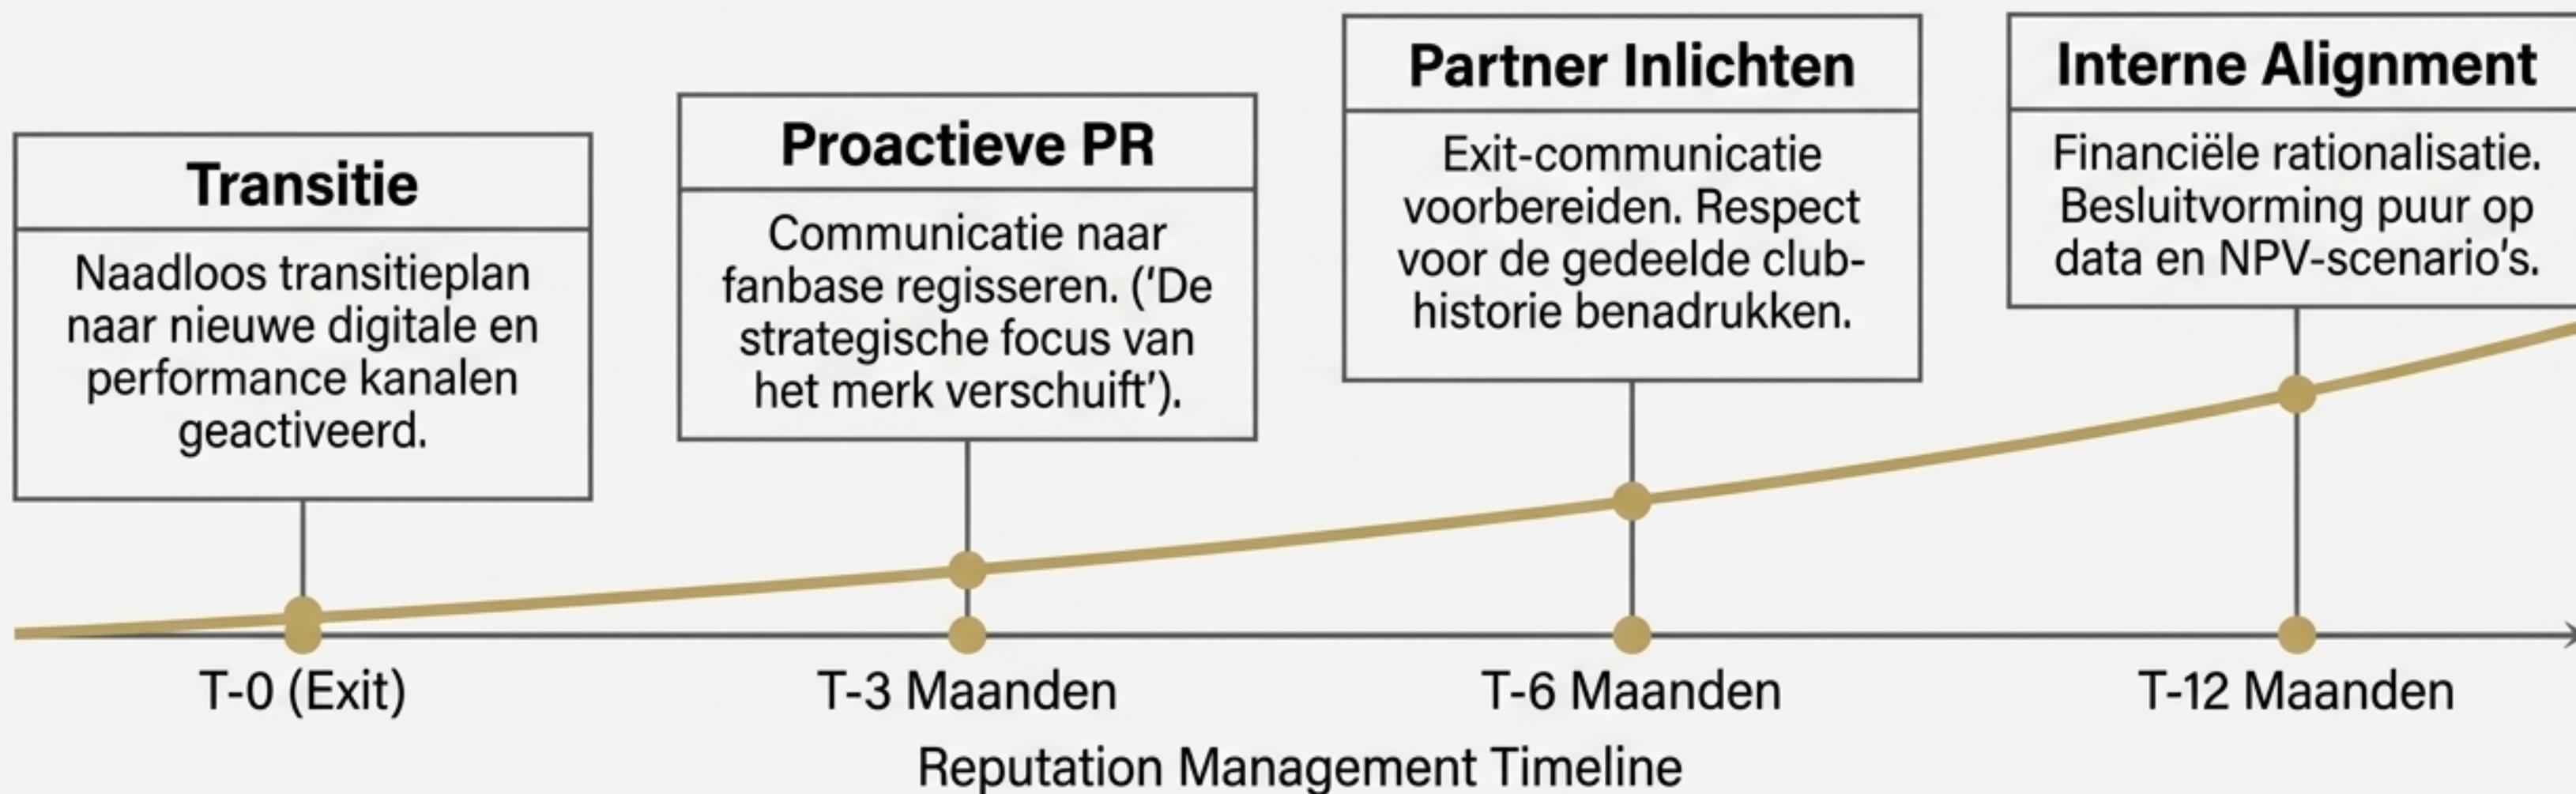 Transitie
Naadloos transitieplan
naar nieuwe digitale en
performance kanalen
geactiveerd.
Proactieve PR
Communicatie naar
fanbase regisseren. ('De
strategische focus van
het merk verschuift').
Partner Inlichten
Exit-communicatie
voorbereiden. Respect
voor de gedeelde club-
historie benadrukken.
Interne Alignment
Financiële rationalisatie.
Besluitvorming puur op
data en NPV-scenario's.
T-0 (Exit)
T-3 Maanden
T-6 Maanden
T-12 Maanden
Reputation Management Timeline